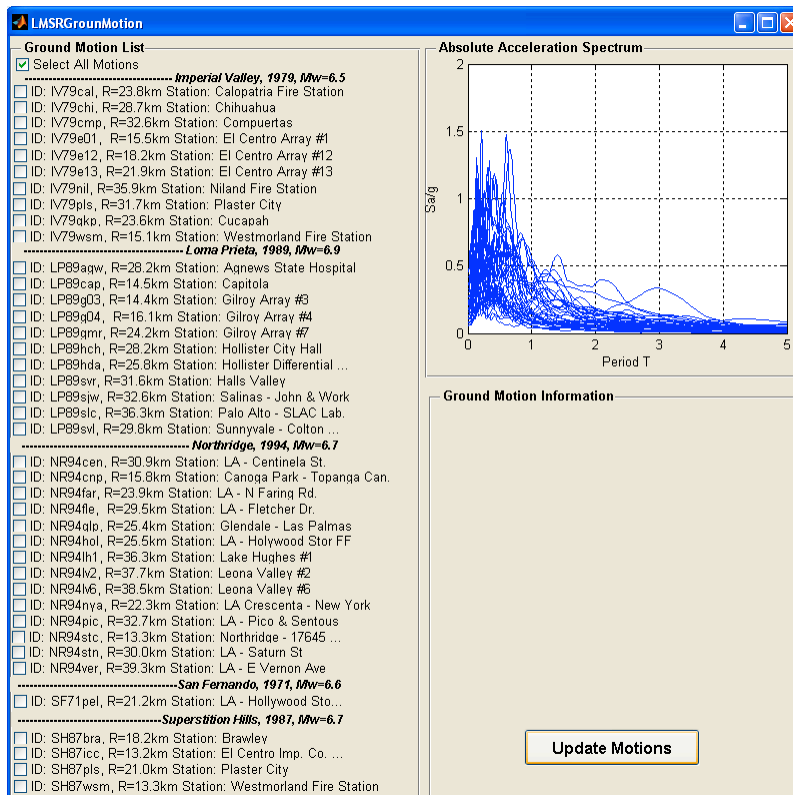 LMSRGrounMotion
Ground Motion List
Select All Motions
------------------------------------ Imperial Valley, 1979, Mw=6.5
ID: IV79cal, R=23.8km Station: Calopatria Fire Station
ID: IV79chi, R=28.7km Station: Chihuahua
ID: IV79cmp, R=32.6km Station: Compuertas
ID: IV79e01, R=15.5km Station: El Centro Array #1
ID: IV79e12, R=18.2km Station: El Centro Array #12
ID: IV79e13, R=21.9km Station: El Centro Array #13
ID: IV79nil, R=35.9km Station: Niland Fire Station
ID: IV79pls, R=31.7km Station: Plaster City
ID: IV79qkp, R=23.6km Station: Cucapah
ID: IV79wsm, R=15.1km Station: Westmorland Fire Station
---------------------------------------Loma Prieta, 1989, Mw=6.9
ID: LP89agw, R=28.2km Station: Agnews State Hospital
ID: LP89cap, R=14.5km Station: Capitola
ID: LP89g03, R=14.4km Station: Gilroy Array #3
ID: LP89g04, R=16.1km Station: Gilroy Array #4
ID: LP89gmr, R=24.2km Station: Gilroy Array #7
ID: LP89hch, R=28.2km Station: Hollister City Hall
ID: LP89hda, R=25.8km Station: Hollister Differential ...
ID: LP89svr, R=31.6km Station: Halls Valley
ID: LP89sjw, R=32.6km Station: Salinas - John & Work
ID: LP89slc, R=36.3km Station: Palo Alto - SLAC Lab.
ID: LP89svl, R=29.8km Station: Sunnyvale - Colton ...
----------------------------------------- Northridge, 1994, Mw=6.7
ID: NR94cen, R=30.9km Station: LA - Centinela St.
ID: NR94cnp, R=15.8km Station: Canoga Park - Topanga Can.
ID: NR94far, R=23.9km Station: LA - N Faring Rd.
ID: NR94fle, R=29.5km Station: LA - Fletcher Dr.
ID: NR94glp, R=25.4km Station: Glendale - Las Palmas
ID: NR94hol, R=25.5km Station: LA - Holywood Stor FF
ID: NR94lh1, R=36.3km Station: Lake Hughes #1
ID: NR94lv2, R=37.7km Station: Leona Valley #2
ID: NR94lv6, R=38.5km Station: Leona Valley #6
ID: NR94nya, R=22.3km Station: LA Crescenta - New York
ID: NR94pic, R=32.7km Station: LA - Pico & Sentous
ID: NR94stc, R=13.3km Station: Northridge - 17645 ...
ID: NR94stn, R=30.0km Station: LA - Saturn St
ID: NR94ver, R=39.3km Station: LA - E Vernon Ave
---------------------------------------San Fernando, 1971, Mw=6.6
ID: SF71pel, R=21.2km Station: LA - Hollywood Sto...
-----------------------------------Superstition Hills, 1987, Mw=6.7
ID: SH87bra, R=18.2km Station: Brawley
ID: SH87icc, R=13.2km Station: El Centro Imp. Co. ...
ID: SH87pls, R=21.0km Station: Plaster City
ID: SH87wsm, R=13.3km Station: Westmorland Fire Station
Absolute Acceleration Spectrum
2
1.5
1
0.5
0
Sa/g
0 1 2 3 4 5
Period T
Ground Motion Information
Update Motions